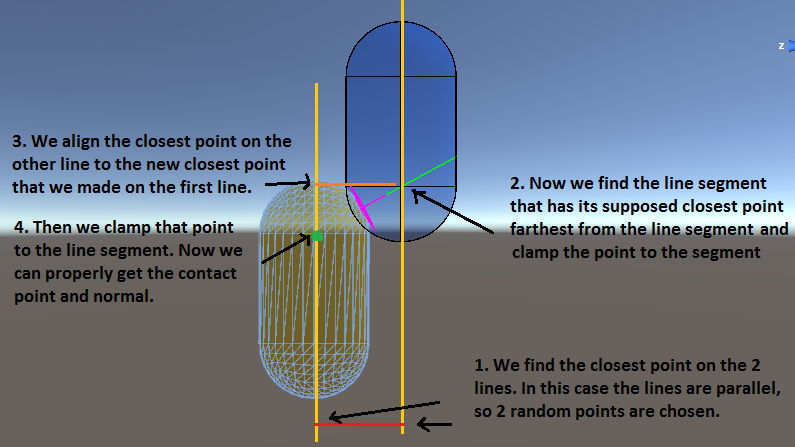 z
3. We align the closest point on the
other line to the new closest point
that we made on the first line.
2. Now we find the line segment
that has its supposed closest point
farthest from the line segment and
clamp the point to the segment
4. Then we clamp that point
to the line segment. Now we
can properly get the contact
point and normal.
1. We find the closest point on the 2
lines. In this case the lines are parallel,
so 2 random points are chosen.